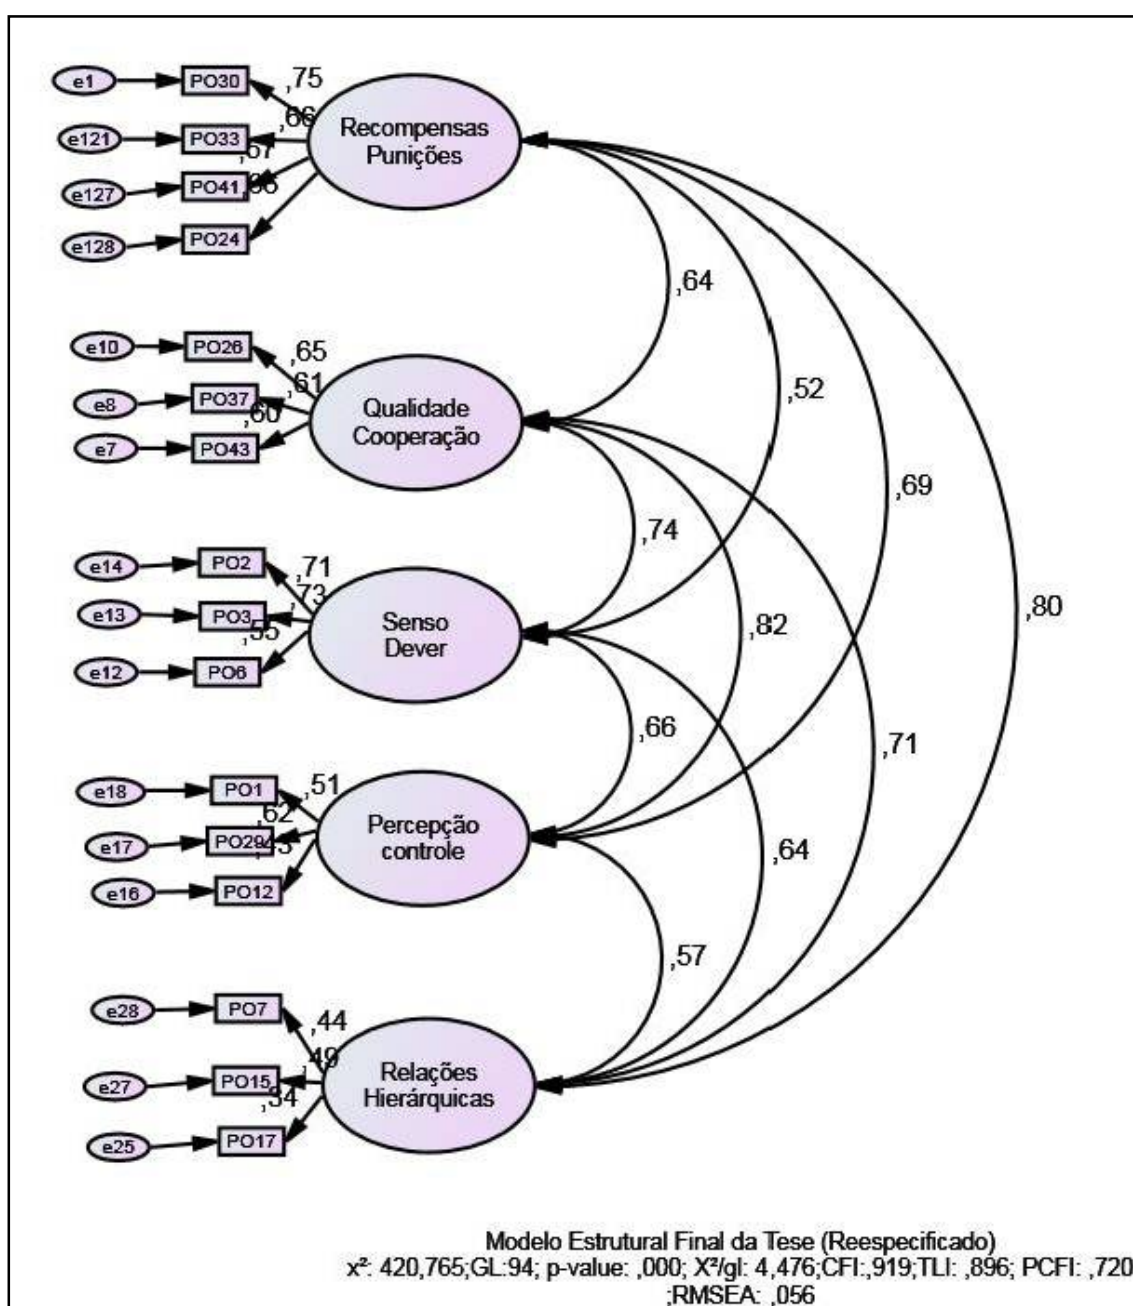 e1
PO30
,75
Recompensas
Punições
e121
PO33
,66
e127
PO41
,57
e128
PO24
,64
e10
PO26
,65
Qualidade
Cooperação
e8
PO37
,61
e7
PO43
,60
,52
,69
,74
e14
PO2
,71
Senso
Dever
e13
PO3
,73
e12
PO6
,55
,82
,80
,66
,71
e18
PO1
,51
Percepção
controle
e17
PO29
,62
e16
PO12
,64
,57
e28
PO7
,44
Relações
Hierárquicas
e27
PO15
,49
e25
PO17
,34
Modelo Estrutural Final da Tese (Reespecificado)
x²: 420,765;GL:94; p-value: ,000; X²/gl: 4,476;CFI:,919;TLI: ,896; PCFI: ,720
;RMSEA: ,056